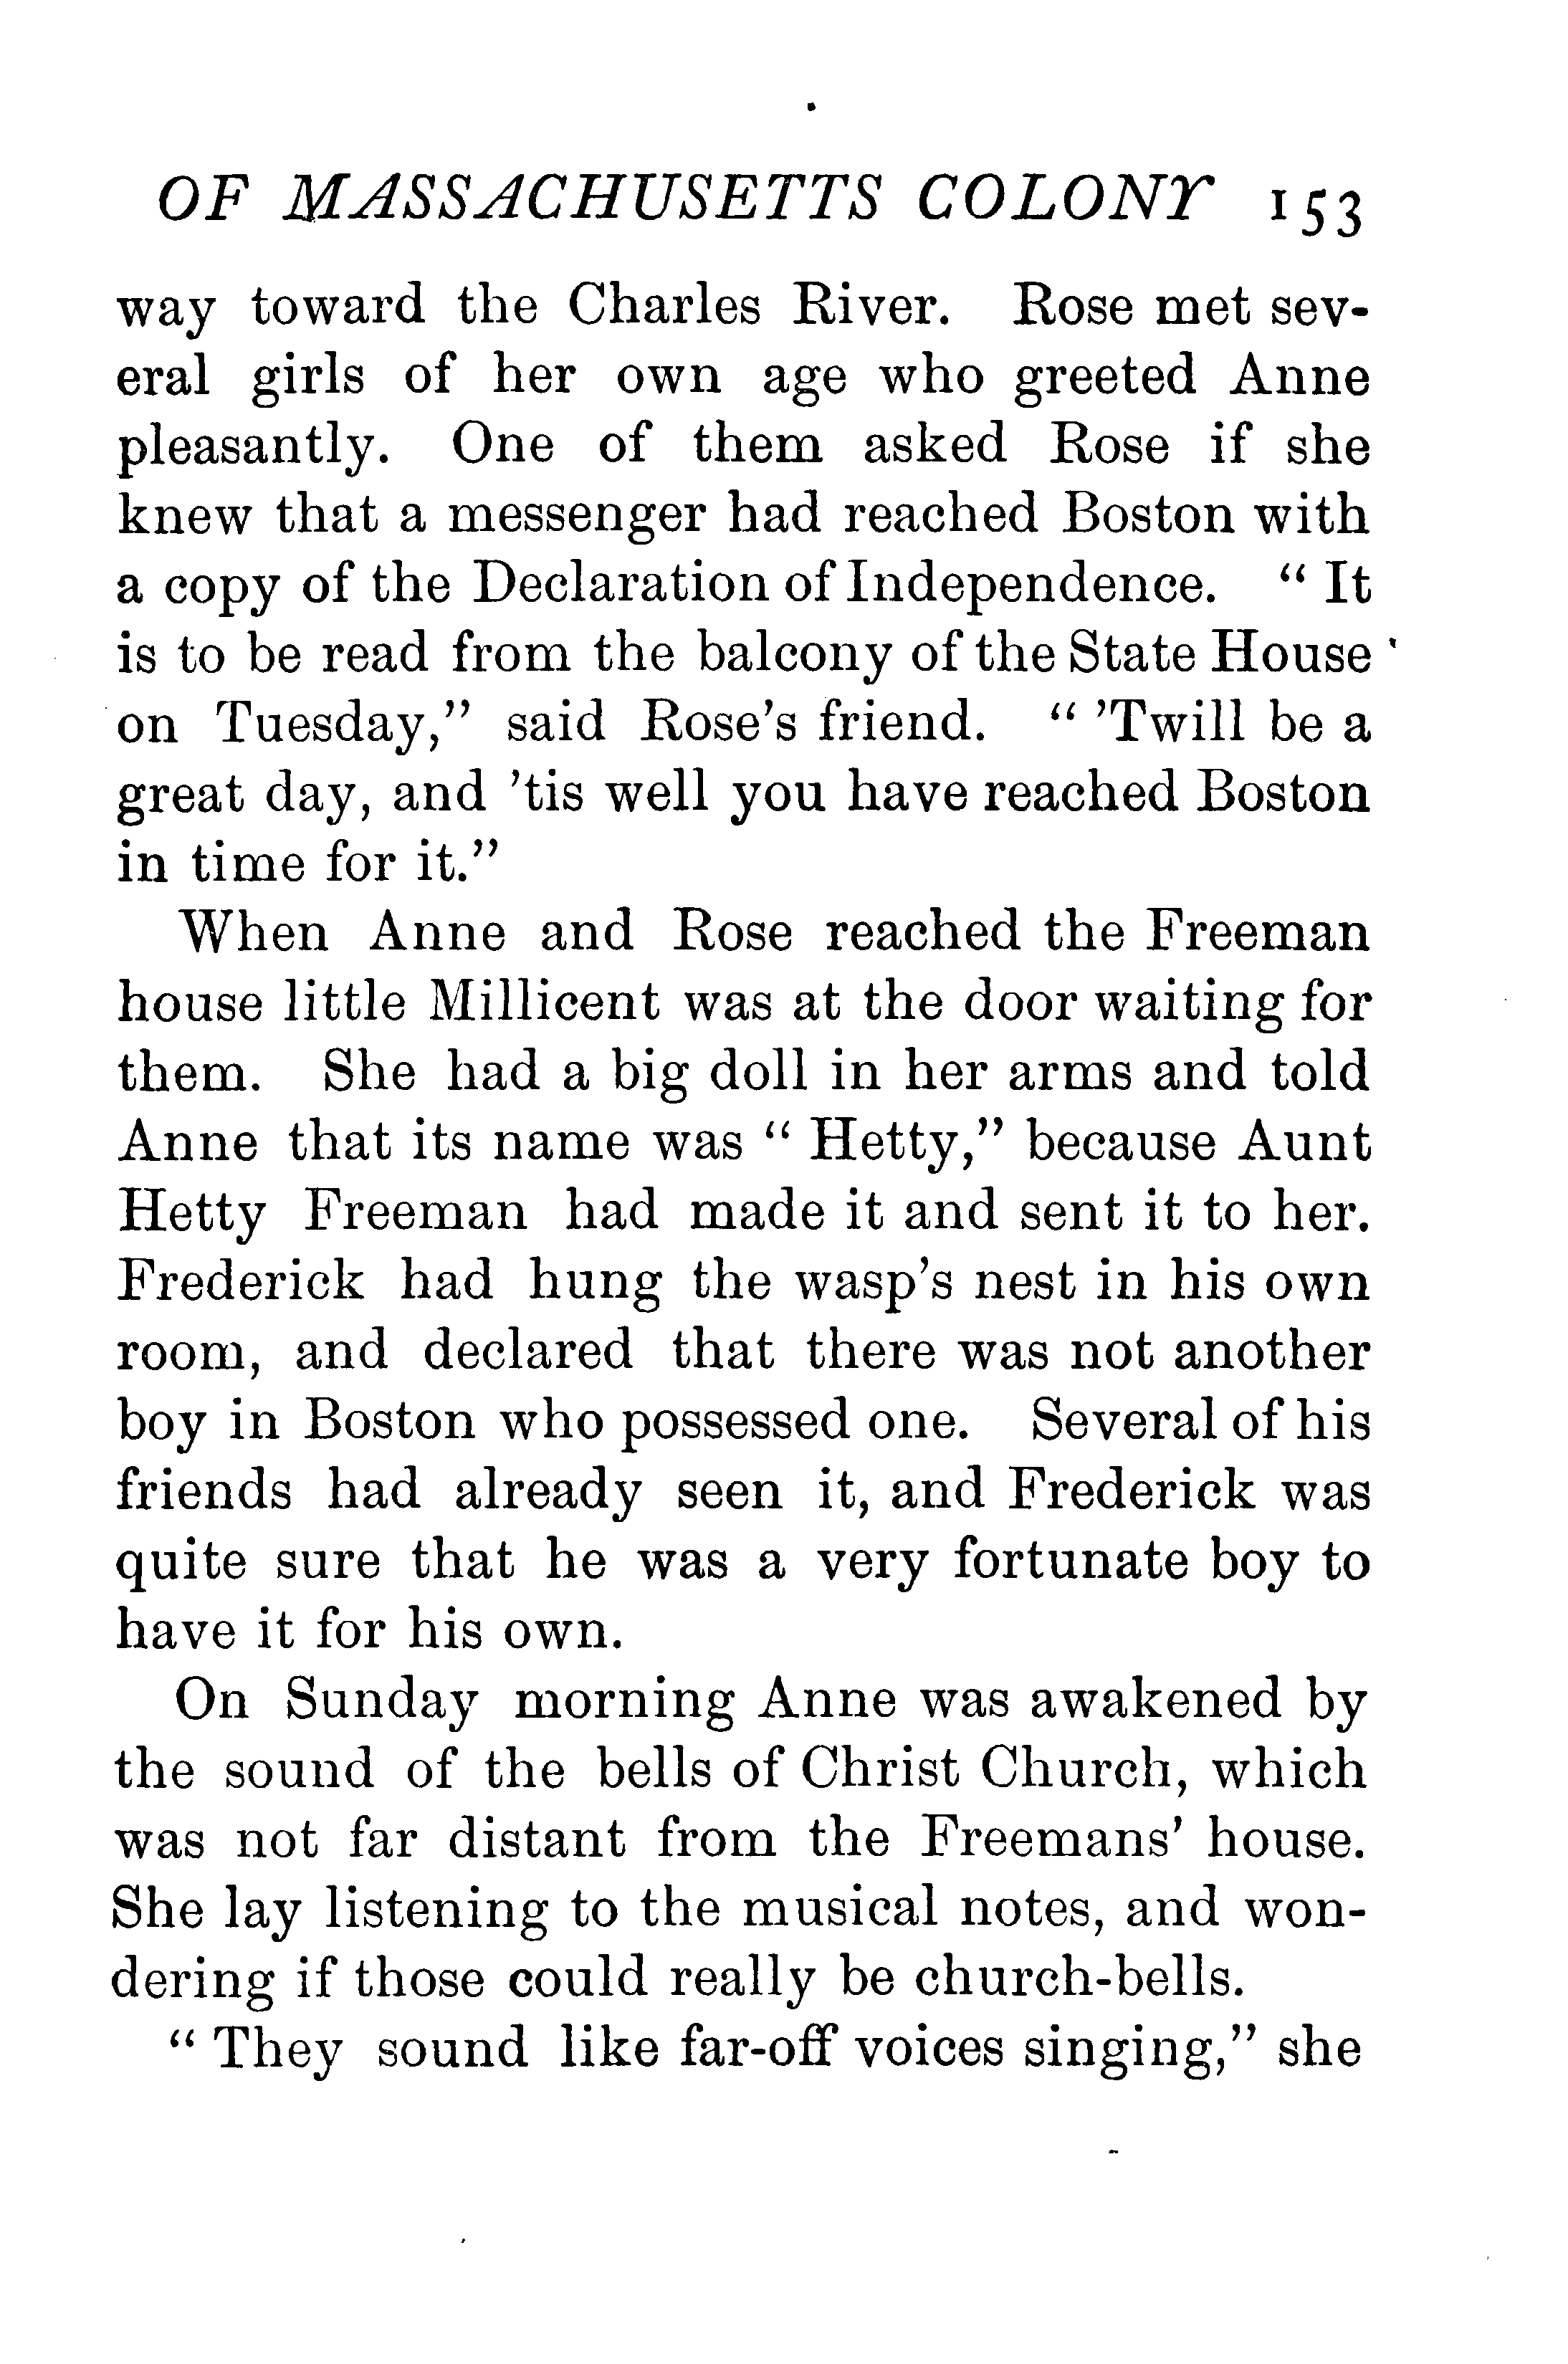 OF MASSACHUSETTS COLONY 153
way toward the Charles River. Rose met sev-
eral girls of her own age who greeted Anne
pleasantly. One of them asked Rose if she
knew that a messenger had reached Boston with
a copy of the Declaration of Independence. “ It
is to be read from the balcony of the State House
on Tuesday,” said Rose’s friend. “ ’Twill be a
great day, and ’tis well you have reached Boston
in time for it.”
When Anne and Rose reached the Freeman
house little Millicent was at the door waiting for
them. She had a big doll in her arms and told
Anne that its name was “ Hetty,” because Aunt
Hetty Freeman had made it and sent it to her.
Frederick had hung the wasp’s nest in his own
room, and declared that there was not another
boy in Boston who possessed one. Several of his
friends had already seen it, and Frederick was
quite sure that he was a very fortunate boy to
have it for his own.
On Sunday morning Anne was awakened by
the sound of the bells of Christ Church, which
was not far distant from the Freemans’ house.
She lay listening to the musical notes, and won-
dering if those could really be church-bells.
“ They sound like far-off voices singing,” she